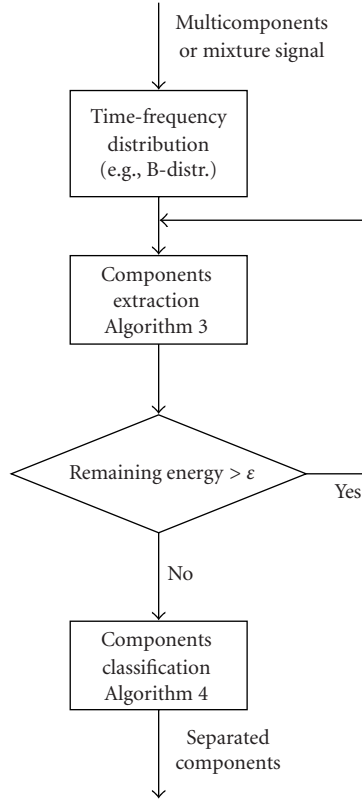 Multicomponents
or mixture signal
Time-frequency
distribution
(e.g., B-distr.)
Components
extraction
Algorithm 3
Remaining energy > ε
Yes
No
Components
classification
Algorithm 4
Separated
components